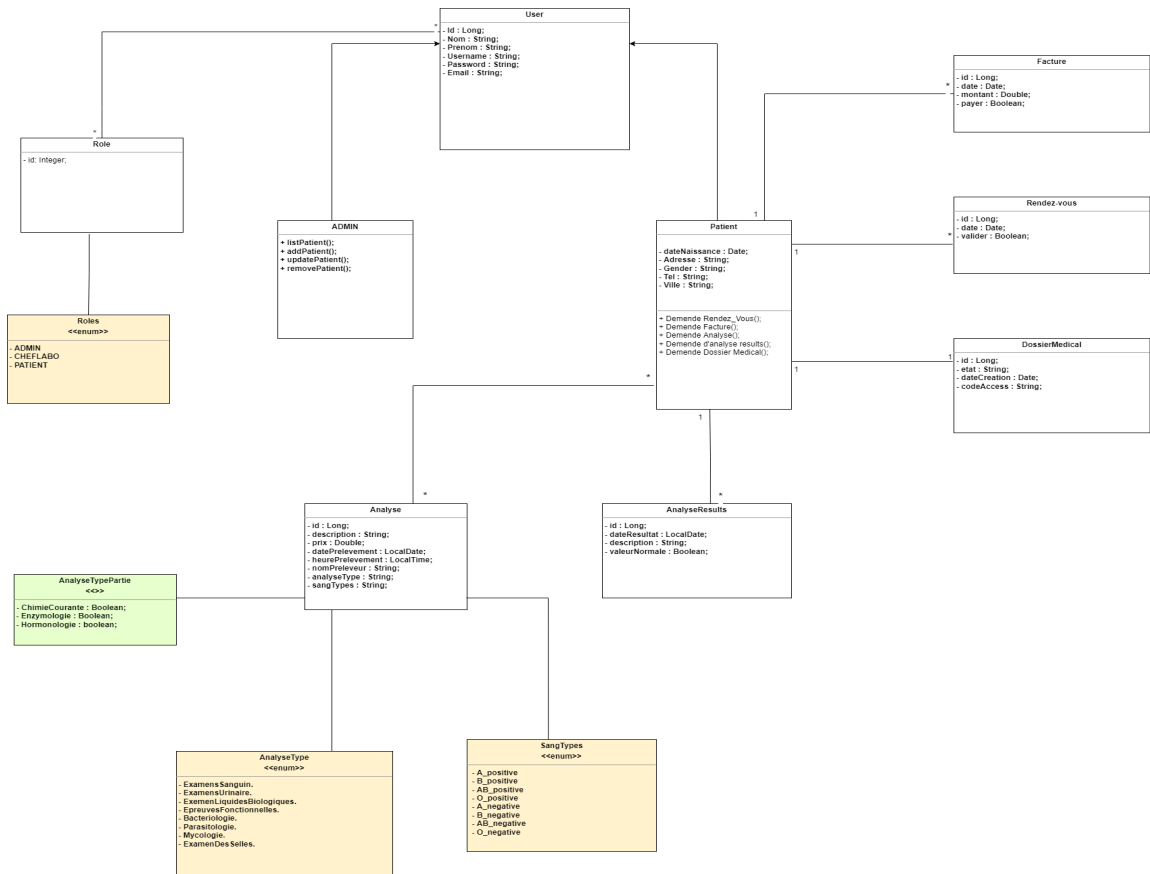 User
- Id : Long;
- Nom : String;
- Prenom : String;
- Username : String;
- Password : String;
- Email : String;
*
*
Role
- id: Integer;
Roles
<<enum>>
- ADMIN
- CHEFLABO
- PATIENT
ADMIN
+ listPatient();
+ addPatient();
+ updatePatient();
+ removePatient();
Patient
- dateNaissance : Date;
- Adresse : String;
- Gender : String;
- Tel : String;
- Ville : String;
+ Demende Rendez_Vous();
+ Demende Facture();
+ Demende Analyse();
+ Demende d'analyse results();
+ Demende Dossier Medical();
1
*
Facture
- id : Long;
- date : Date;
- montant : Double;
- payer : Boolean;
1
*
Rendez-vous
- id : Long;
- date : Date;
- valider : Boolean;
1
1
DossierMedical
- id : Long;
- etat : String;
- dateCreation : Date;
- codeAccess : String;
*
*
1
*
Analyse
- id : Long;
- description : String;
- prix : Double;
- datePrelevement : LocalDate;
- heurePrelevement : LocalTime;
- nomPreleveur : String;
- analyseType : String;
- sangTypes : String;
AnalyseResults
- id : Long;
- dateResultat : LocalDate;
- description : String;
- valeurNormale : Boolean;
AnalyseTypePartie
<<>>
- ChimieCourante : Boolean;
- Enzymologie : Boolean;
- Hormonologie : boolean;
AnalyseType
<<enum>>
- ExamensSanguin.
- ExamensUrinaire.
- ExemenLiquidesBiologiques.
- EpreuvesFonctionnelles.
- Bacteriologie.
- Parasitologie.
- Mycologie.
- ExamenDesSelles.
SangTypes
<<enum>>
- A_positive
- B_positive
- AB_positive
- O_positive
- A_negative
- B_negative
- AB_negative
- O_negative